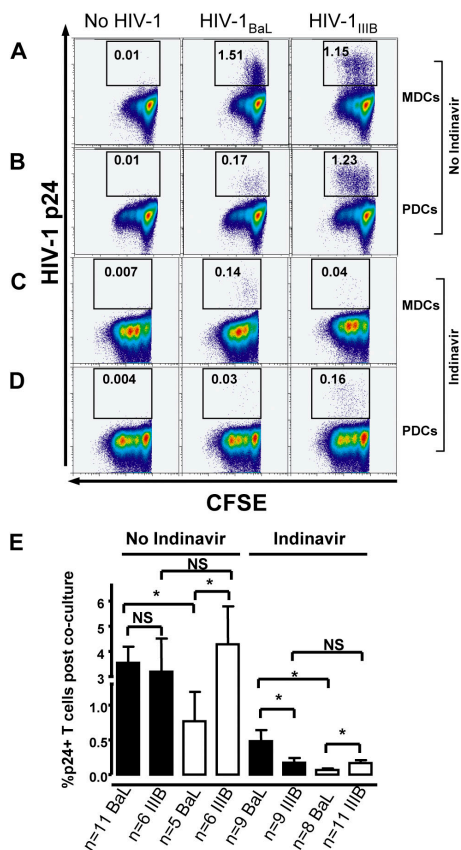 No HIV-1 HIV-1BaL HIV-1IIIB
A 0.01 1.51 1.15 MDCs
No Indinavir
B 0.01 0.17 1.23 PDCs
HIV-1 p24
C 0.007 0.14 0.04 MDCs
Indinavir
D 0.004 0.03 0.16 PDCs
CFSE
E
No Indinavir Indinavir
NS
NS
*
*
NS
*
*
*
%p24+ T cells post co-culture
6
5
4
3
1.0
0.5
0.0
n=11 BaL
n=6 IIIB
n=5 BaL
n=6 IIIB
n=9 BaL
n=9 IIIB
n=8 BaL
n=11 IIIB